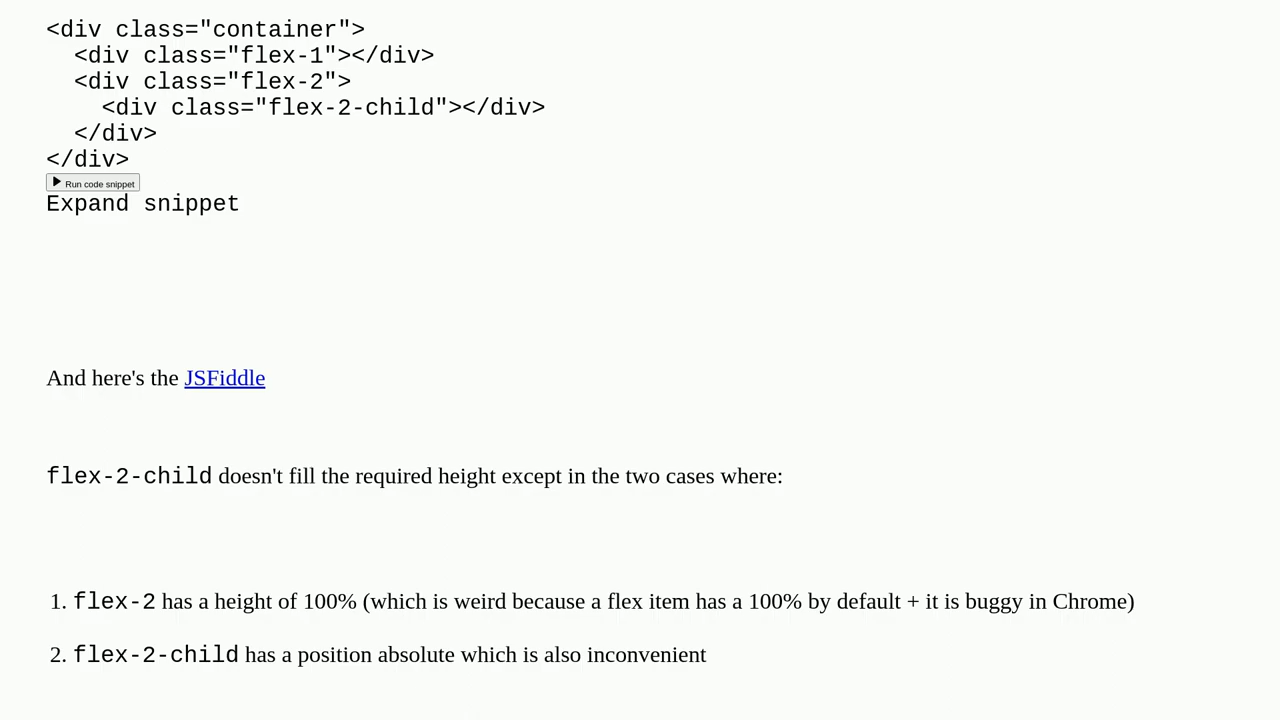 <div class="container">
  <div class="flex-1"></div>
  <div class="flex-2">
    <div class="flex-2-child"></div>
  </div>
</div>
Run code snippet
Expand snippet
And here's the JSFiddle
flex-2-child doesn't fill the required height except in the two cases where:
1. flex-2 has a height of 100% (which is weird because a flex item has a 100% by default + it is buggy in Chrome)
2. flex-2-child has a position absolute which is also inconvenient